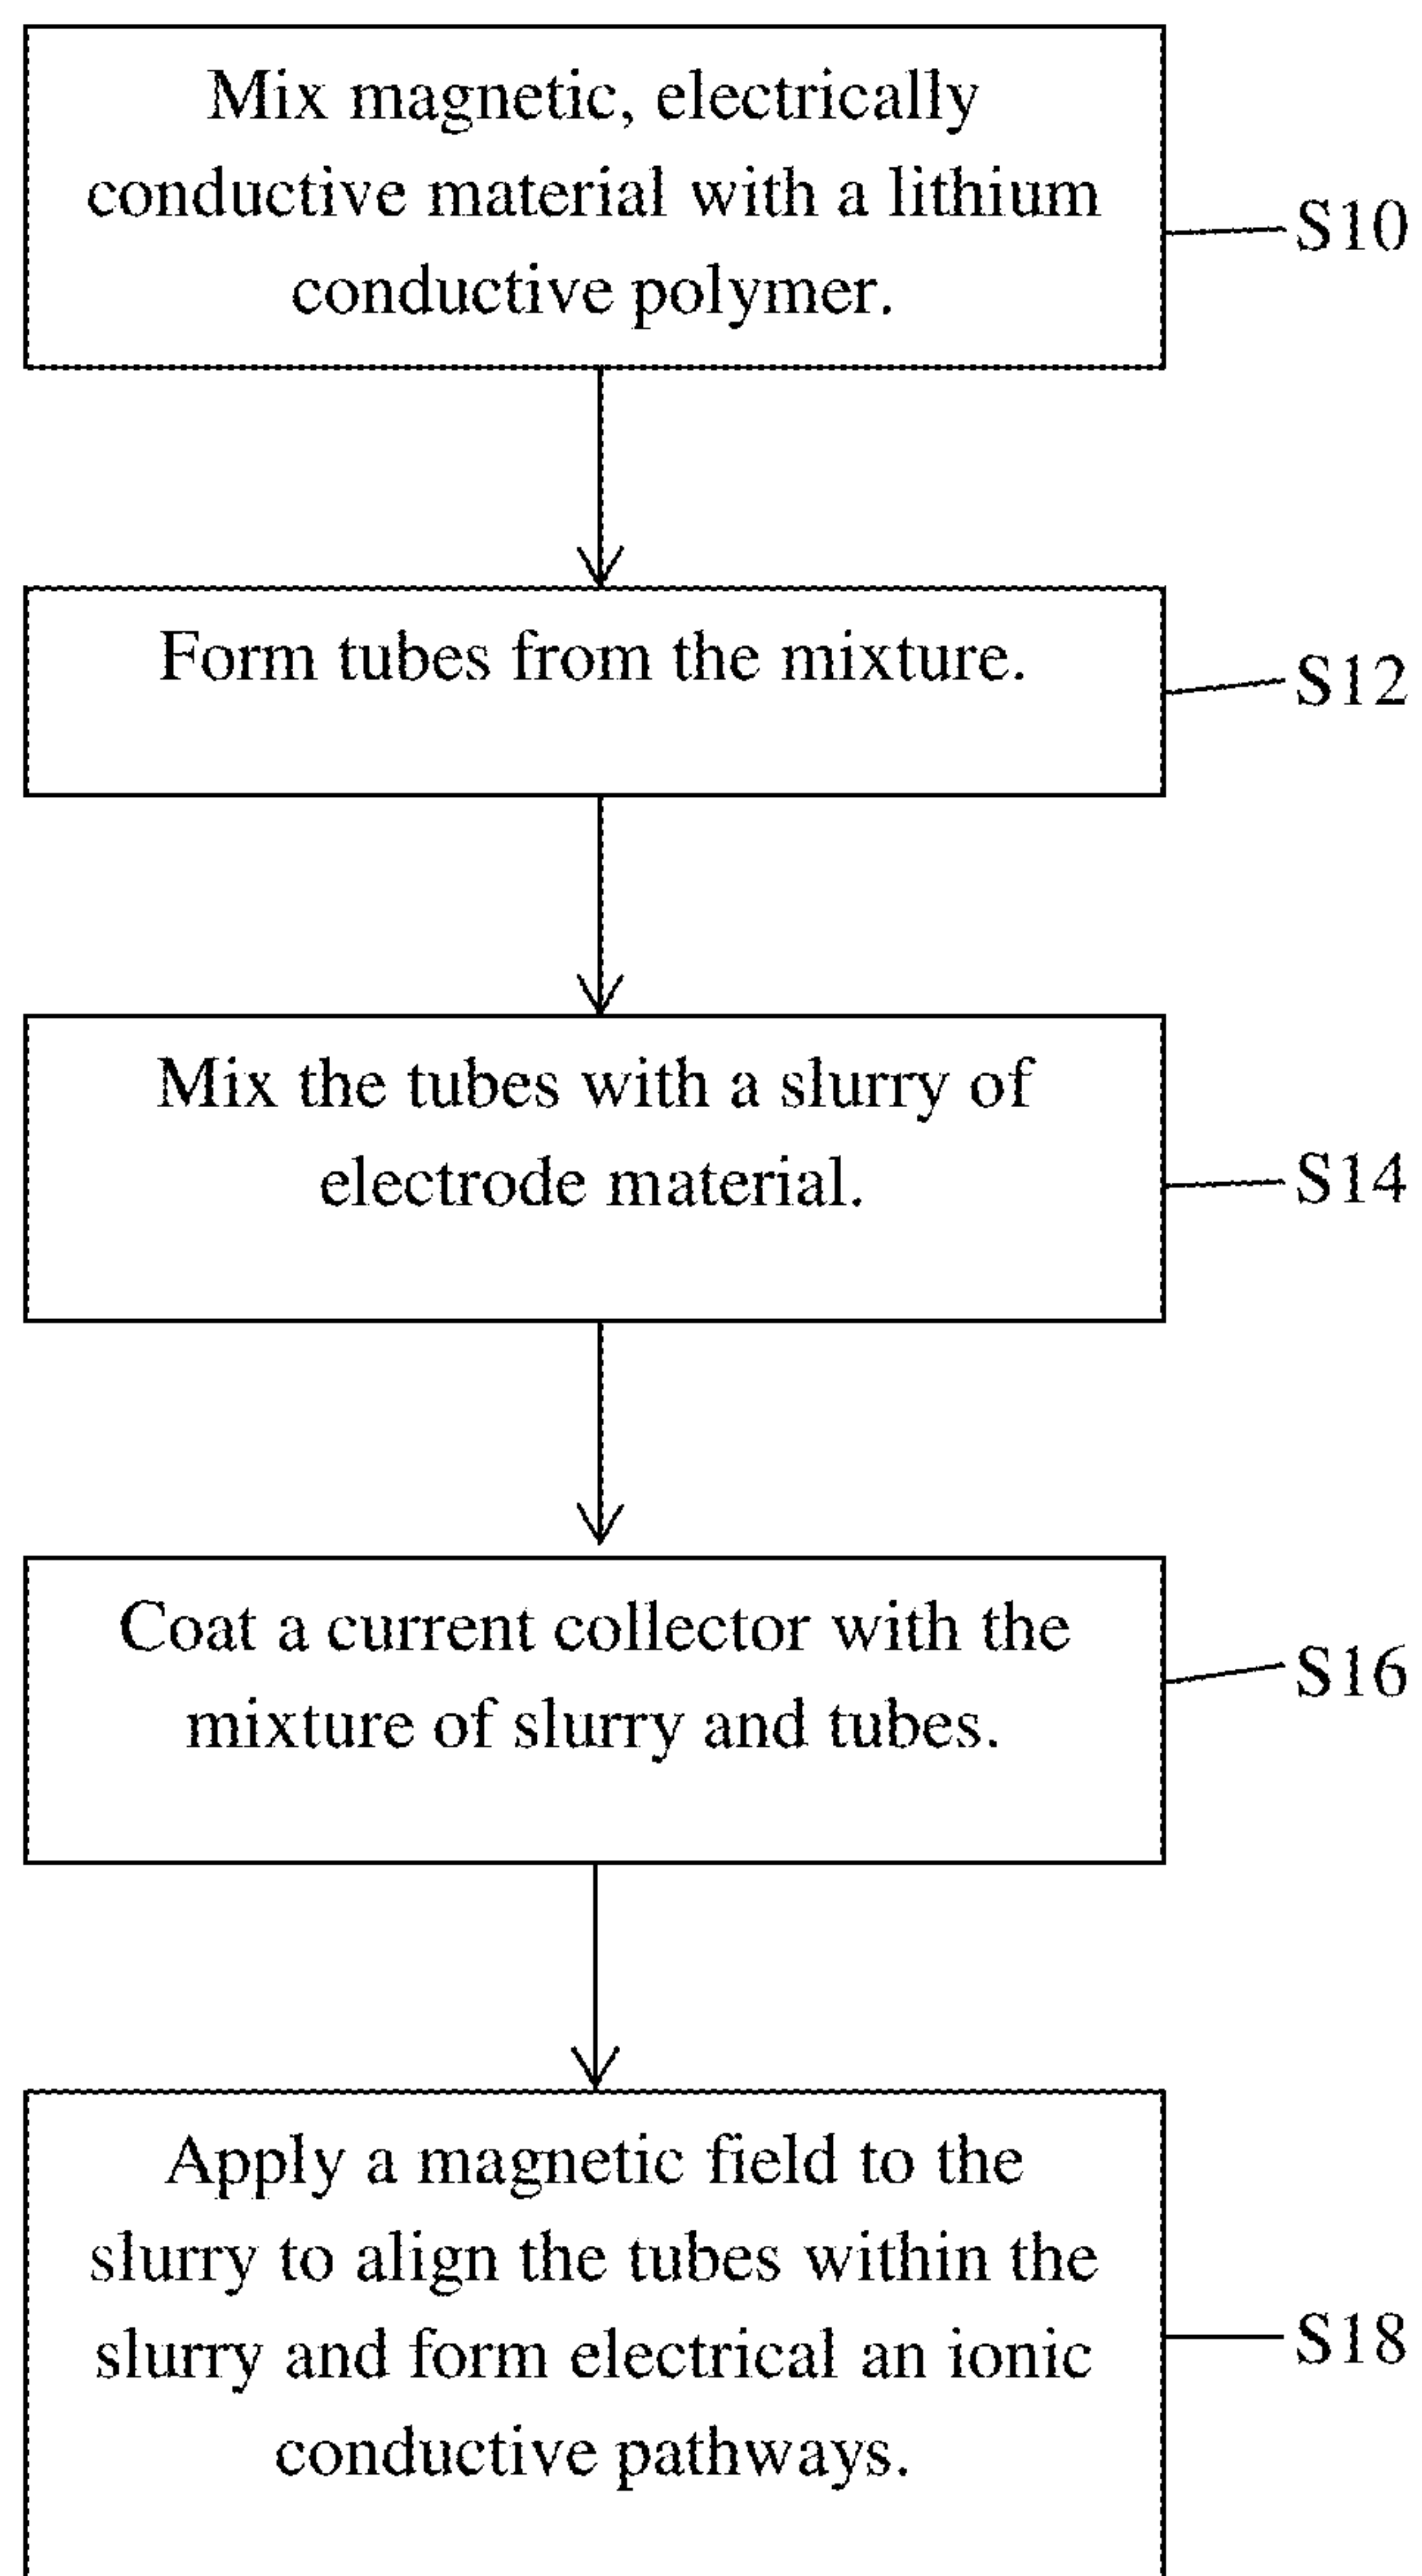 Mix magnetic, electrically
conductive material with a lithium
conductive polymer.
S10
Form tubes from the mixture.
S12
Mix the tubes with a slurry of
electrode material.
S14
Coat a current collector with the
mixture of slurry and tubes.
S16
Apply a magnetic field to the
slurry to align the tubes within the
slurry and form electrical an ionic
conductive pathways.
S18